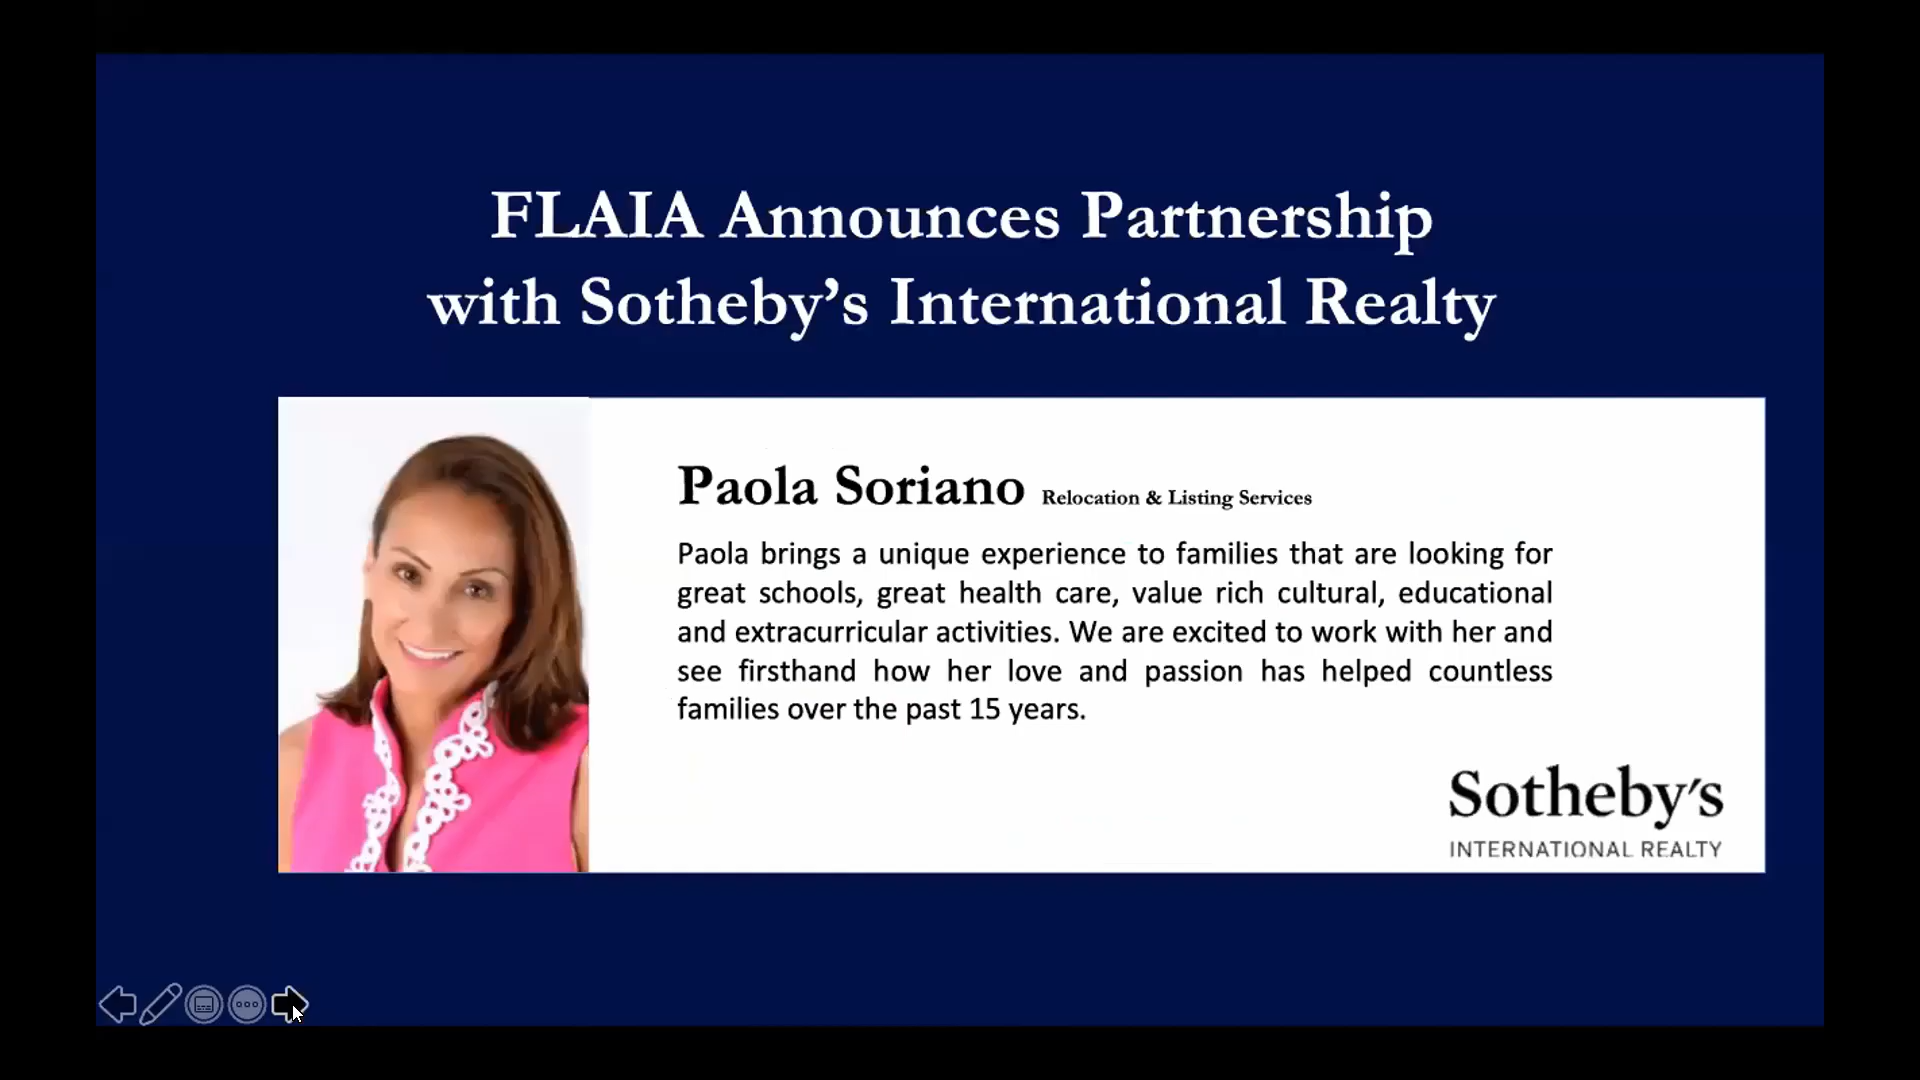 FLAIA Announces Partnership
with Sotheby’s International Realty
Paola Soriano Relocation & Listing Services
Paola brings a unique experience to families that are looking for
great schools, great health care, value rich cultural, educational
and extracurricular activities. We are excited to work with her and
see firsthand how her love and passion has helped countless
families over the past 15 years.
Sotheby's
INTERNATIONAL REALTY